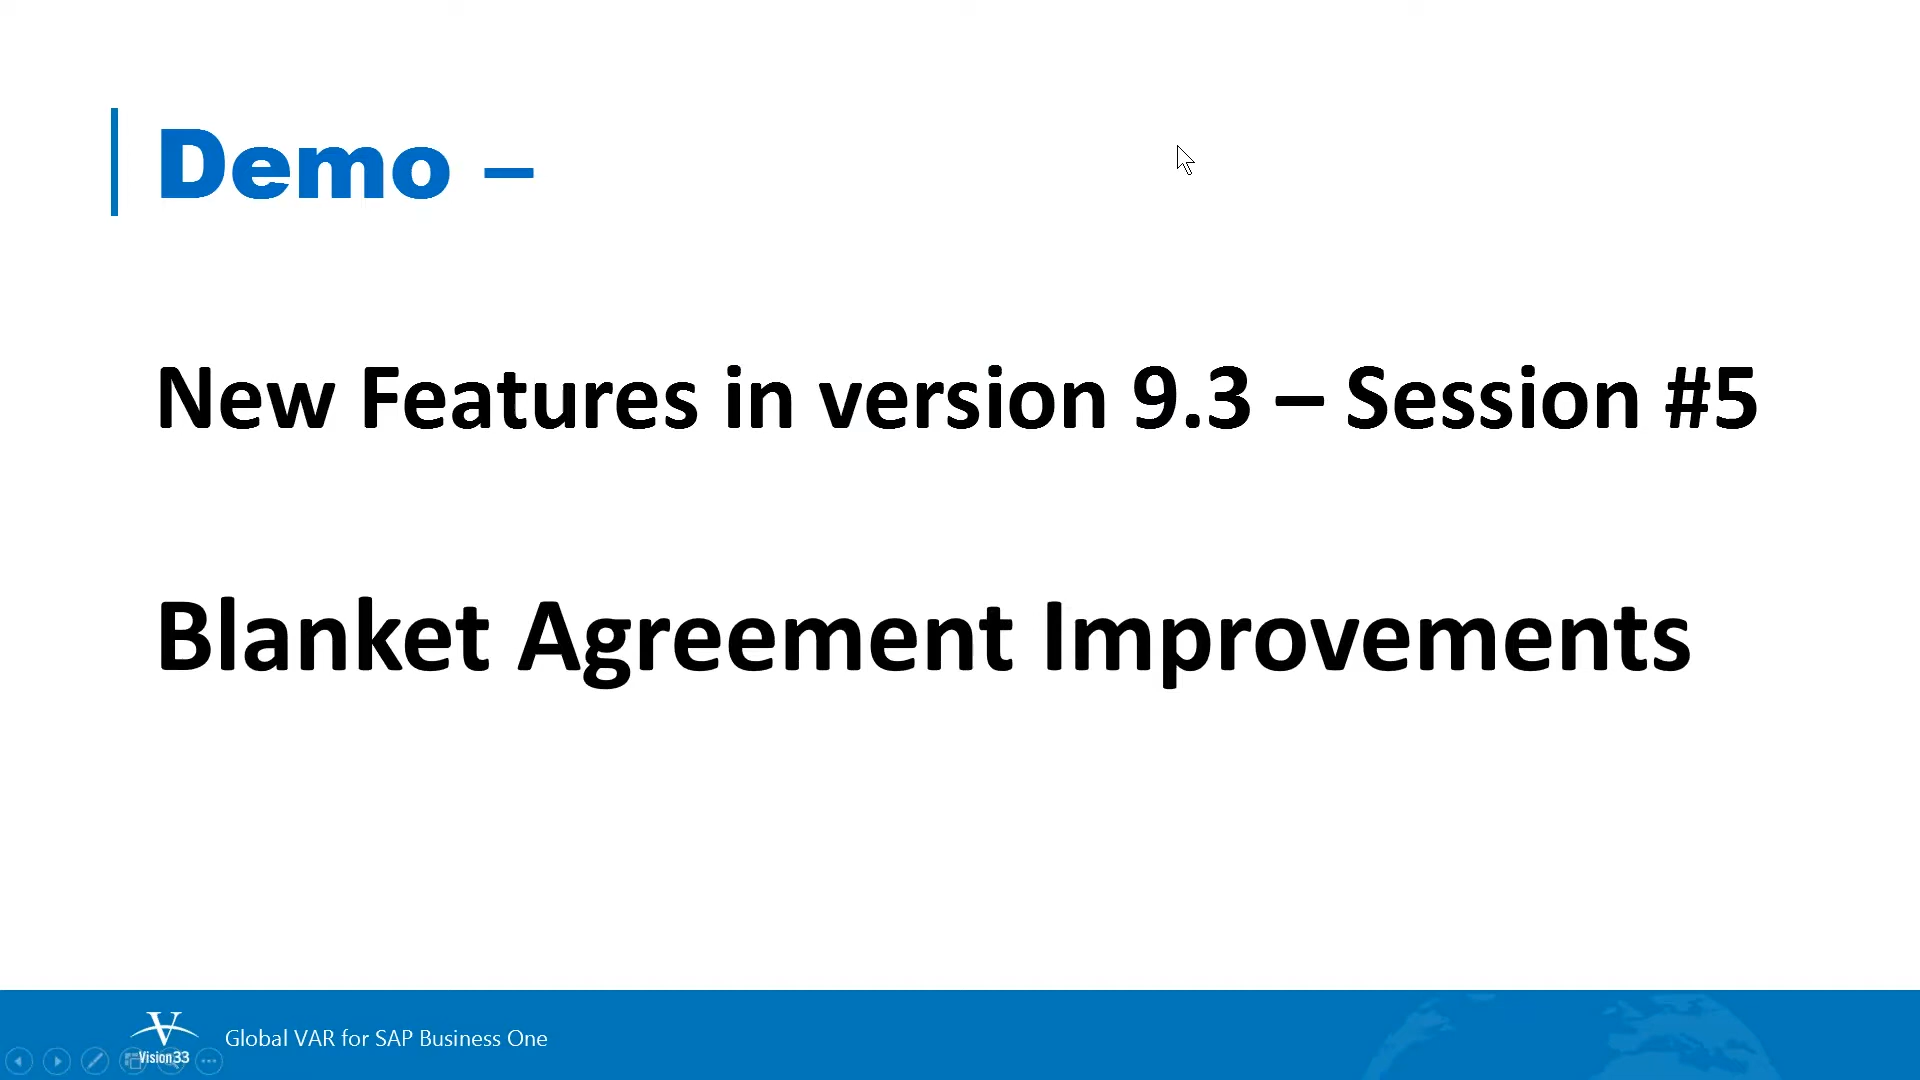 Demo –
New Features in version 9.3 – Session #5
Blanket Agreement Improvements
V
Vision33
Global VAR for SAP Business One